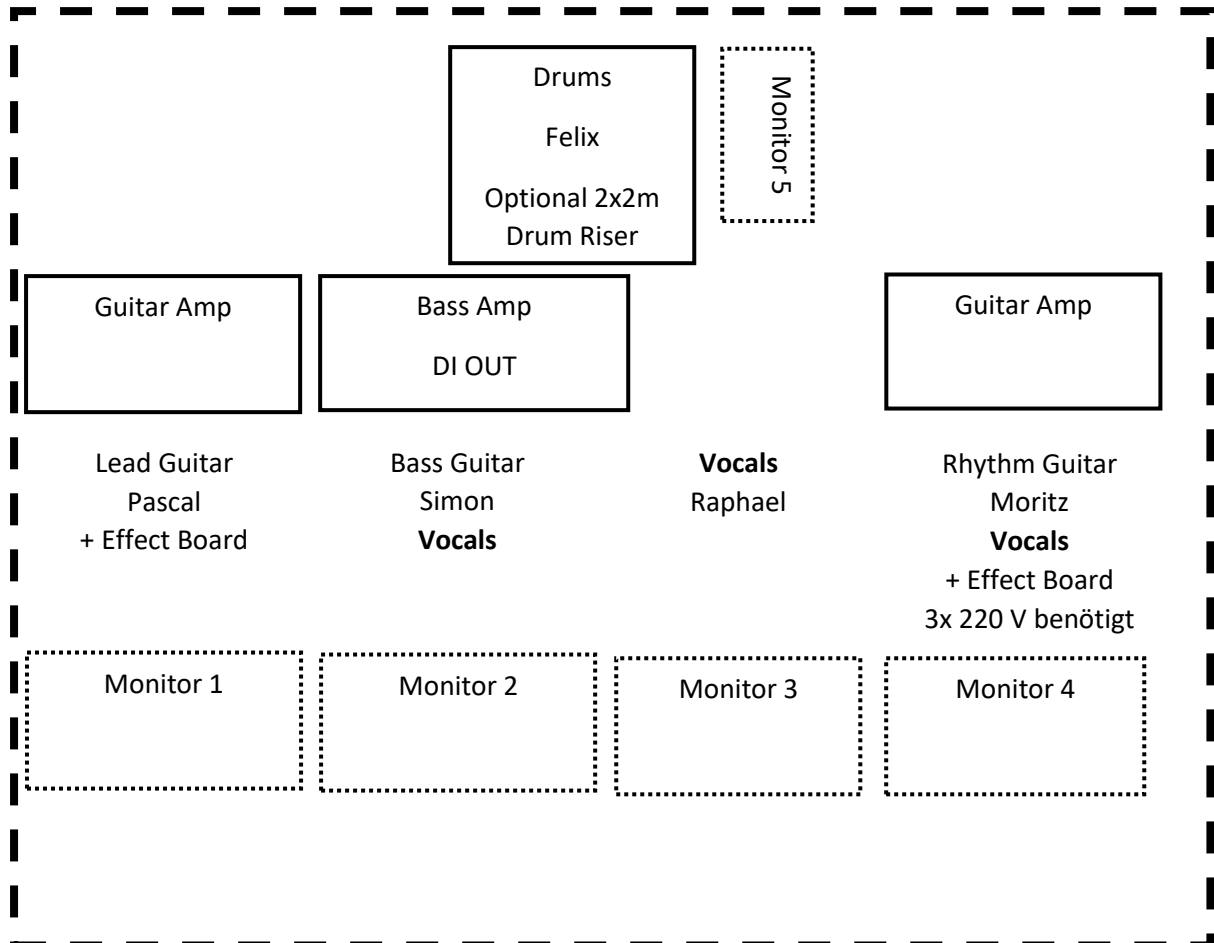 Drums
Felix
Optional 2x2m
Drum Riser
Monitor 5
Guitar Amp
Bass Amp
DI OUT
Guitar Amp
Lead Guitar
Pascal
+ Effect Board
Bass Guitar
Simon
Vocals
Vocals
Raphael
Rhythm Guitar
Moritz
Vocals
+ Effect Board
3x 220 V benötigt
Monitor 1
Monitor 2
Monitor 3
Monitor 4